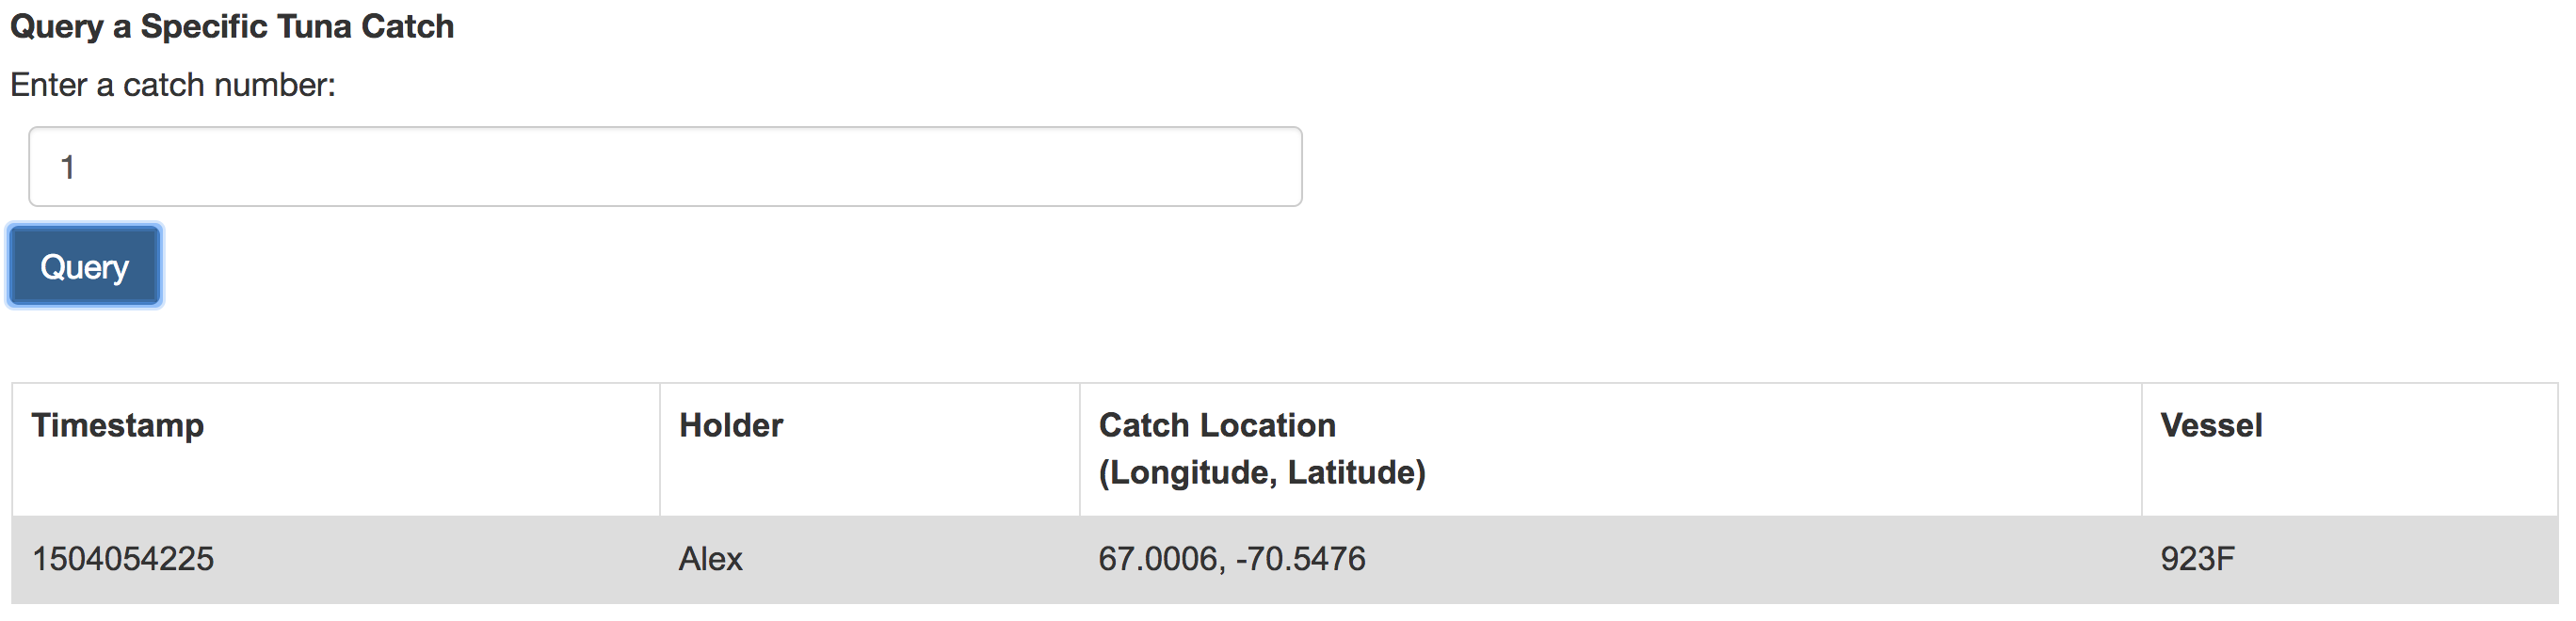 Query a Specific Tuna Catch
Enter a catch number:
1
Query
Timestamp Holder Catch Location Vessel
(Longitude, Latitude)
1504054225 Alex 67.0006, -70.5476 923F